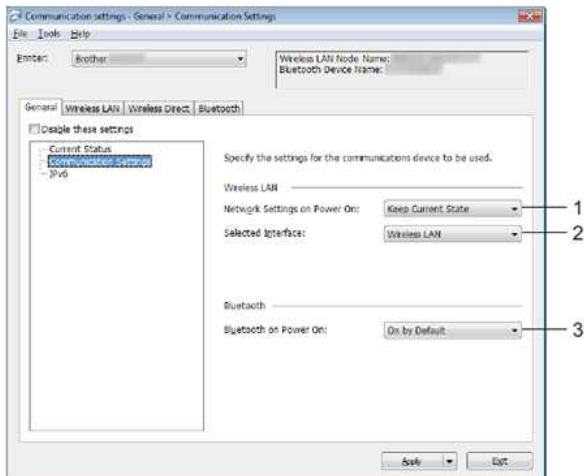 Communication settings - General > Communication Settings
File Tools Help
Printer: Brother
Wireless LAN Node Name:
Bluetooth Device Name:
General Wireless LAN Wireless Direct Bluetooth
Disable these settings
Current Status
Communication Settings
IPv6
Specify the settings for the communications device to be used.
Wireless LAN
Network Settings on Power On: Keep Current State 1
Selected Interface: Wireless LAN 2
Bluetooth
Bluetooth on Power On: On by Default 3
Apply Exit